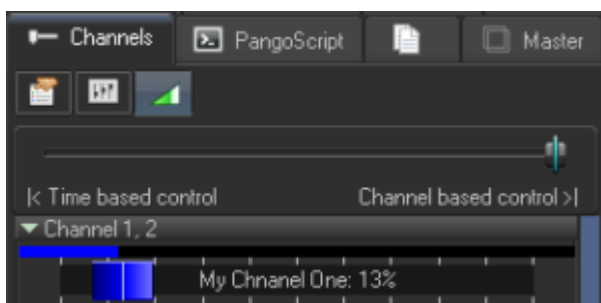 Channels PangoScript Master
|< Time based control Channel based control >|
Channel 1, 2
My Chnanel One: 13%